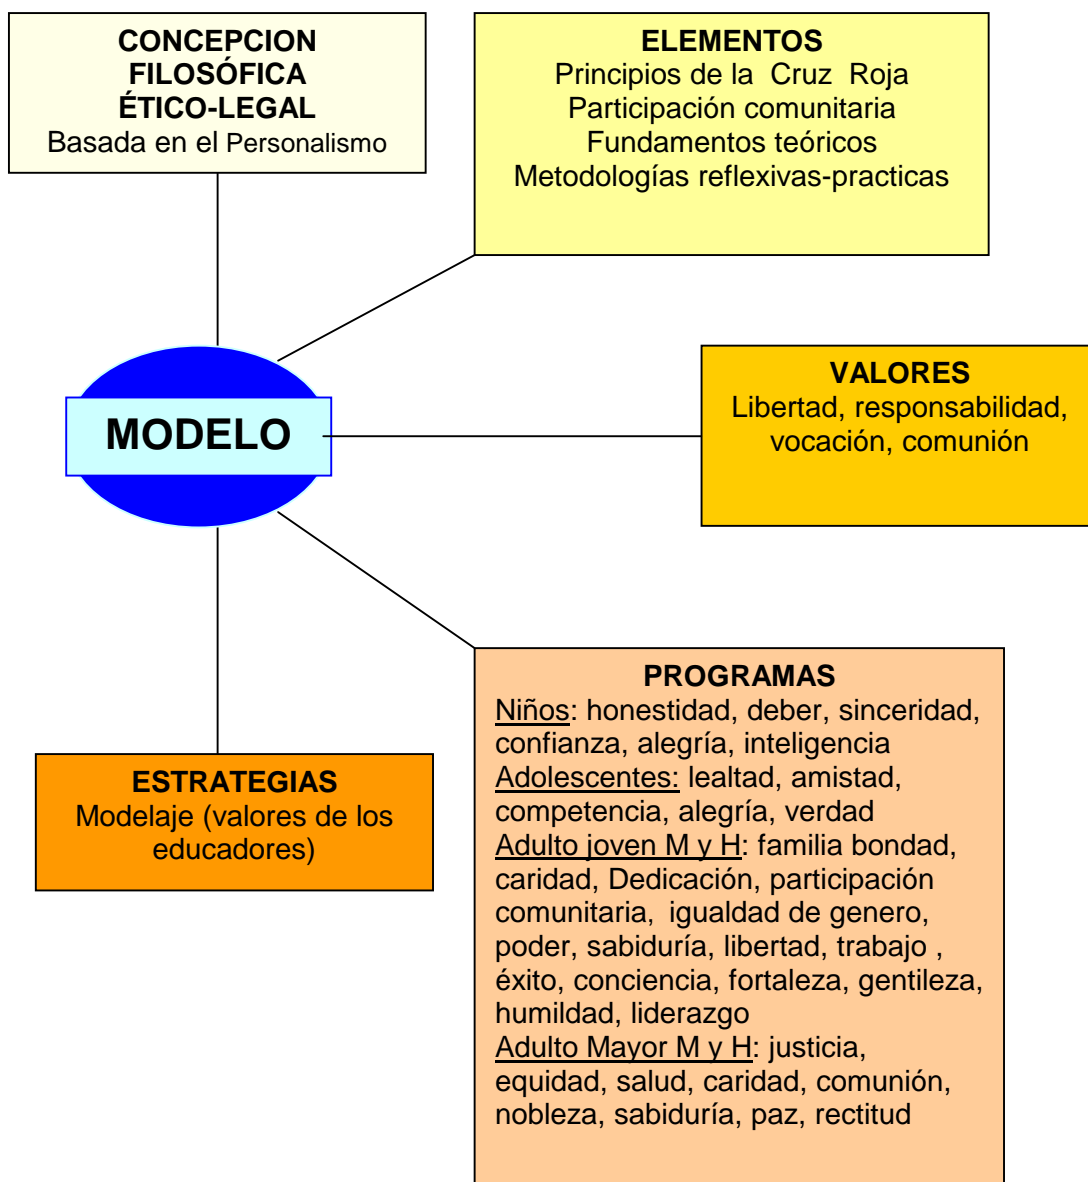 CONCEPCION
FILOSÓFICA
ÉTICO-LEGAL
Basada en el Personalismo
ELEMENTOS
Principios de la Cruz Roja
Participación comunitaria
Fundamentos teóricos
Metodologías reflexivas-practicas
MODELO
VALORES
Libertad, responsabilidad,
vocación, comunión
ESTRATEGIAS
Modelaje (valores de los
educadores)
PROGRAMAS
Niños: honestidad, deber, sinceridad,
confianza, alegría, inteligencia
Adolescentes: lealtad, amistad,
competencia, alegría, verdad
Adulto joven M y H: familia bondad,
caridad, Dedicación, participación
comunitaria, igualdad de genero,
poder, sabiduría, libertad, trabajo ,
éxito, conciencia, fortaleza, gentileza,
humildad, liderazgo
Adulto Mayor M y H: justicia,
equidad, salud, caridad, comunión,
nobleza, sabiduría, paz, rectitud